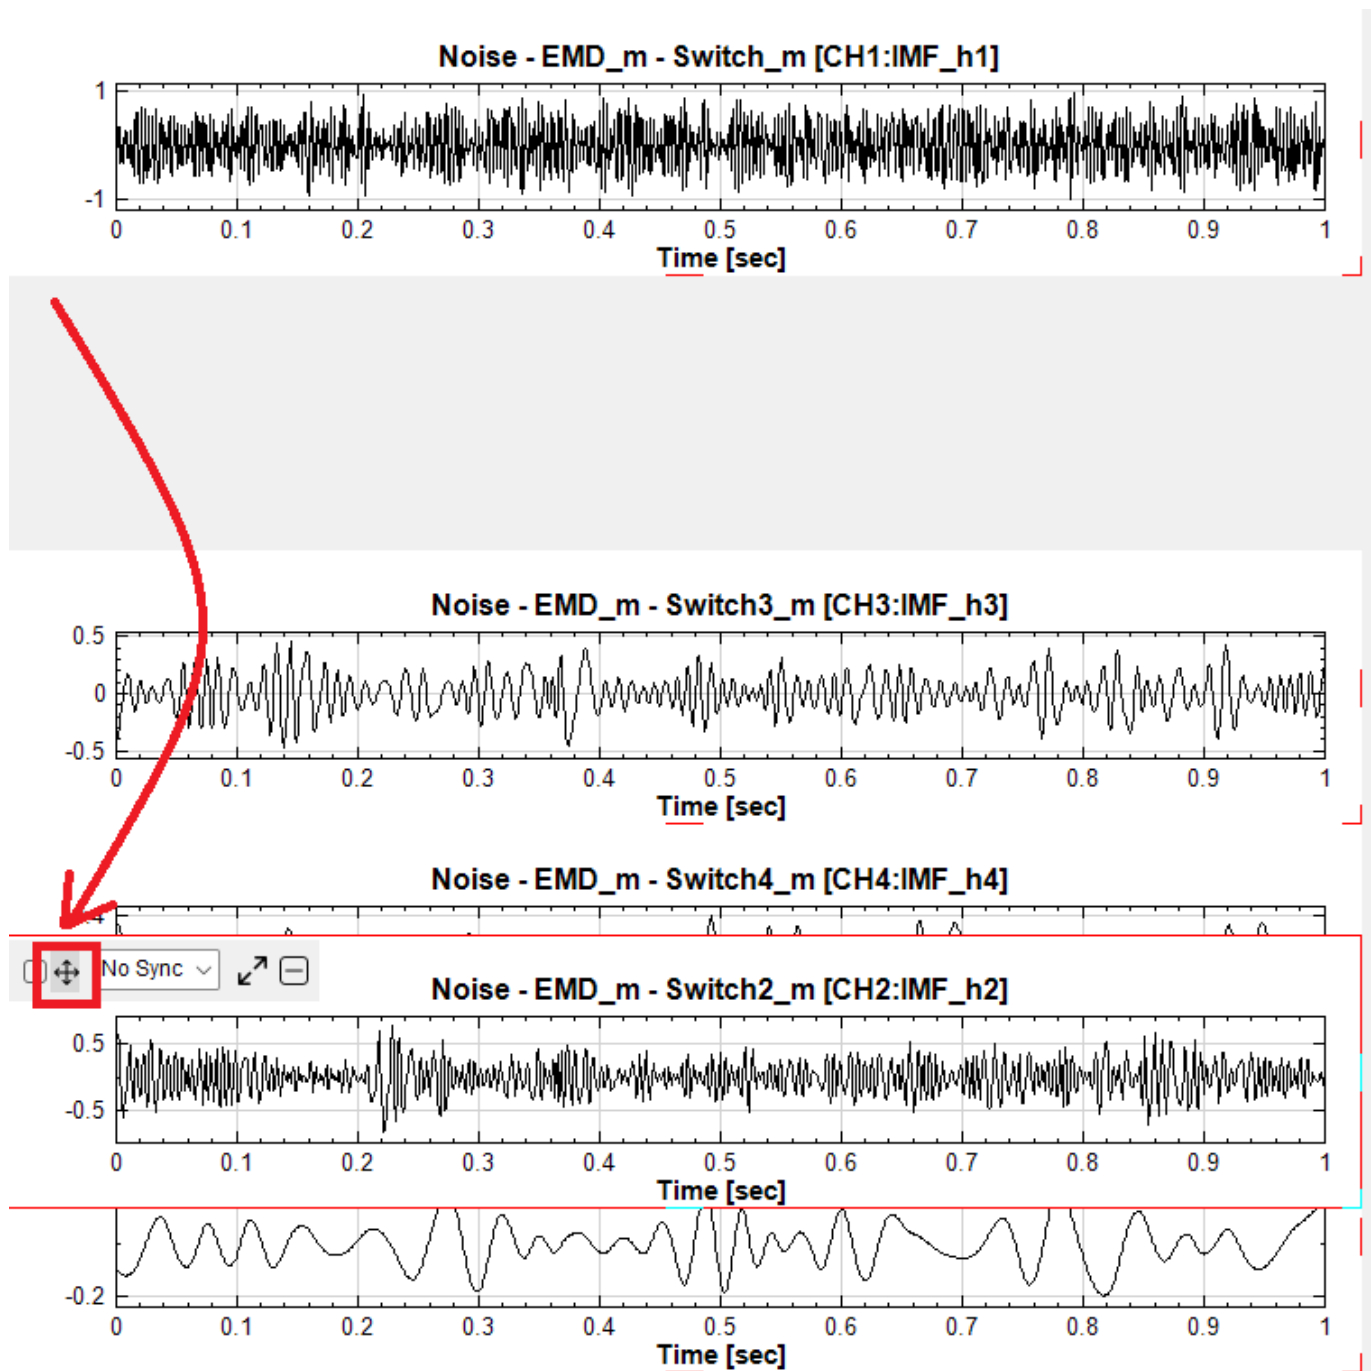 Noise - EMD_m - Switch_m [CH1:IMF_h1]
1
-1
0 0.1 0.2 0.3 0.4 0.5 0.6 0.7 0.8 0.9 1
Time [sec]
Noise - EMD_m - Switch3_m [CH3:IMF_h3]
0.5
0
-0.5
0 0.1 0.2 0.3 0.4 0.5 0.6 0.7 0.8 0.9 1
Time [sec]
Noise - EMD_m - Switch4_m [CH4:IMF_h4]
No Sync
Noise - EMD_m - Switch2_m [CH2:IMF_h2]
0.5
-0.5
0 0.1 0.2 0.3 0.4 0.5 0.6 0.7 0.8 0.9 1
Time [sec]
-0.2
0 0.1 0.2 0.3 0.4 0.5 0.6 0.7 0.8 0.9 1
Time [sec]